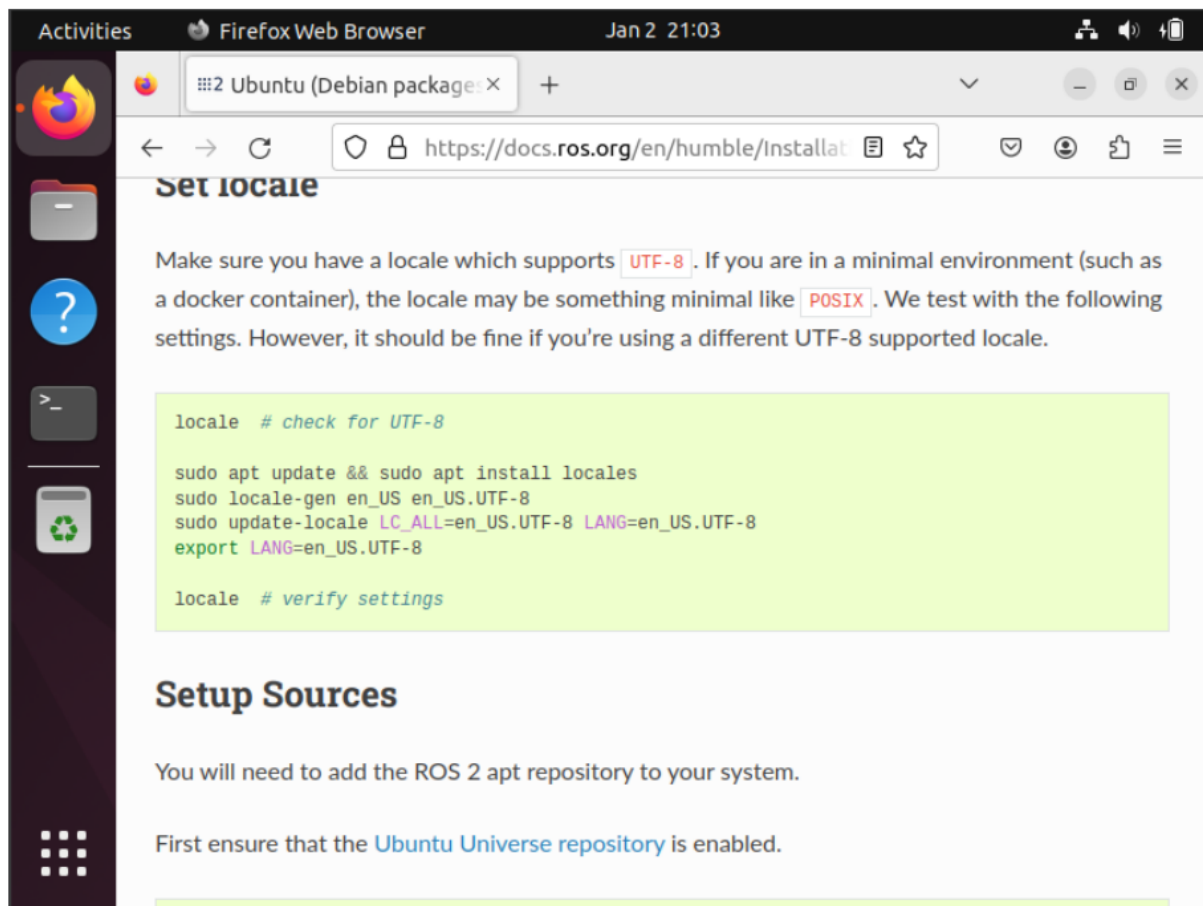 Activities
Firefox Web Browser
Jan 2 21:03
2 Ubuntu (Debian packages
https://docs.ros.org/en/humble/Installat
Set locale
Make sure you have a locale which supports UTF-8 . If you are in a minimal environment (such as
a docker container), the locale may be something minimal like POSIX . We test with the following
settings. However, it should be fine if you’re using a different UTF-8 supported locale.
locale # check for UTF-8
sudo apt update && sudo apt install locales
sudo locale-gen en_US en_US.UTF-8
sudo update-locale LC_ALL=en_US.UTF-8 LANG=en_US.UTF-8
export LANG=en_US.UTF-8
locale # verify settings
Setup Sources
You will need to add the ROS 2 apt repository to your system.
First ensure that the Ubuntu Universe repository is enabled.